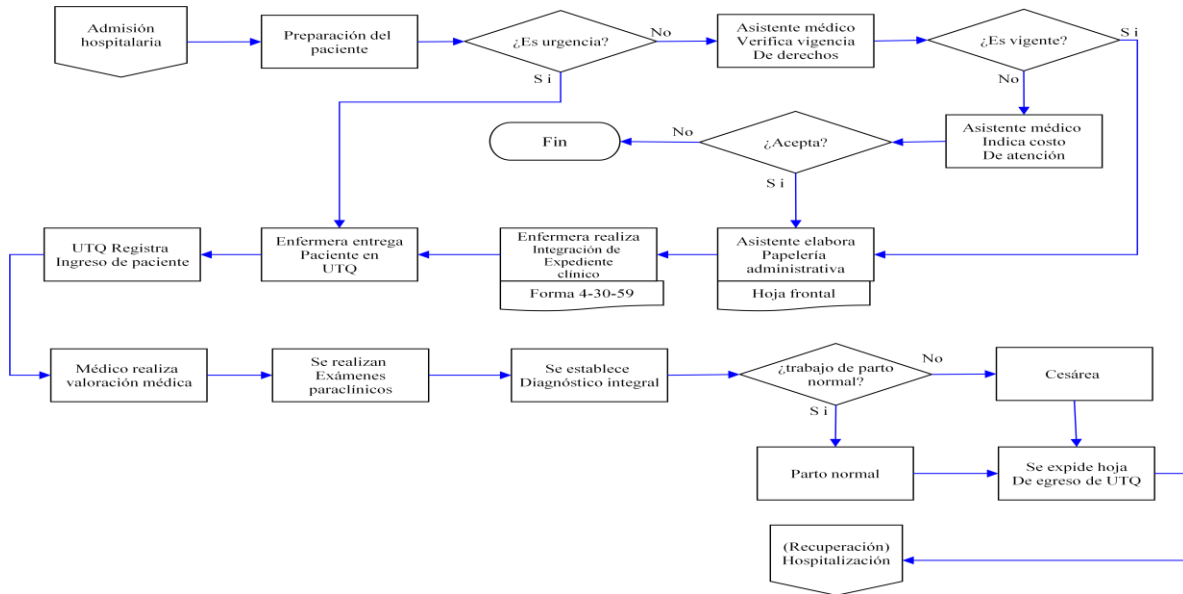 Admisión
hospitalaria
Preparación del
paciente
¿Es urgencia?
No
Asistente médico
Verifica vigencia
De derechos
¿Es vigente?
S i
S i
No
Fin
No
¿Acepta?
Asistente médico
Indica costo
De atención
S i
UTQ Registra
Ingreso de paciente
Enfermera entrega
Paciente en
UTQ
Enfermera realiza
Integración de
Expediente
clínico
Forma 4-30-59
Asistente elabora
Papelería
administrativa
Hoja frontal
Médico realiza
valoración médica
Se realizan
Exámenes
paraclínicos
Se establece
Diagnóstico integral
¿trabajo de parto
normal?
No
Cesárea
S i
Parto normal
Se expide hoja
De egreso de UTQ
(Recuperación)
Hospitalización